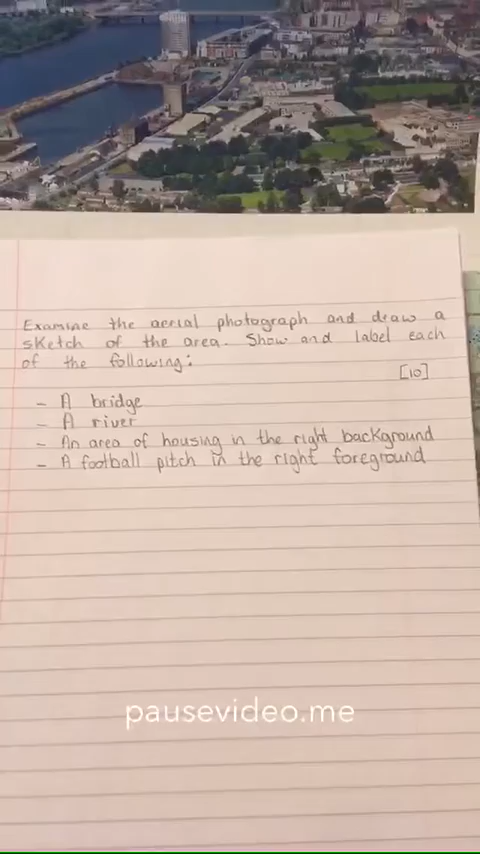 Examine the aerial photograph and draw a
sketch of the area. Show and label each
of the following:
[10]
- A bridge
- A river
- An area of housing in the right background
- A football pitch in the right foreground
pausevideo.me